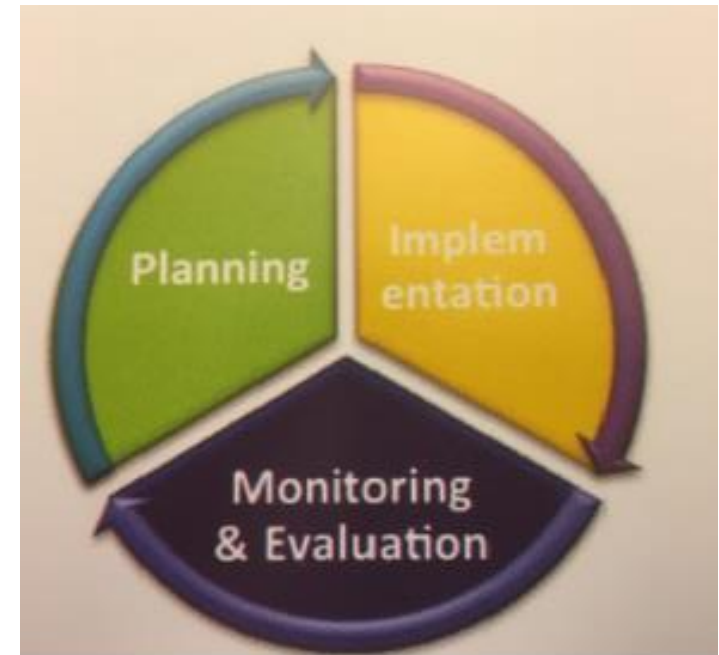 Planning
Implem
entation
Monitoring
& Evaluation